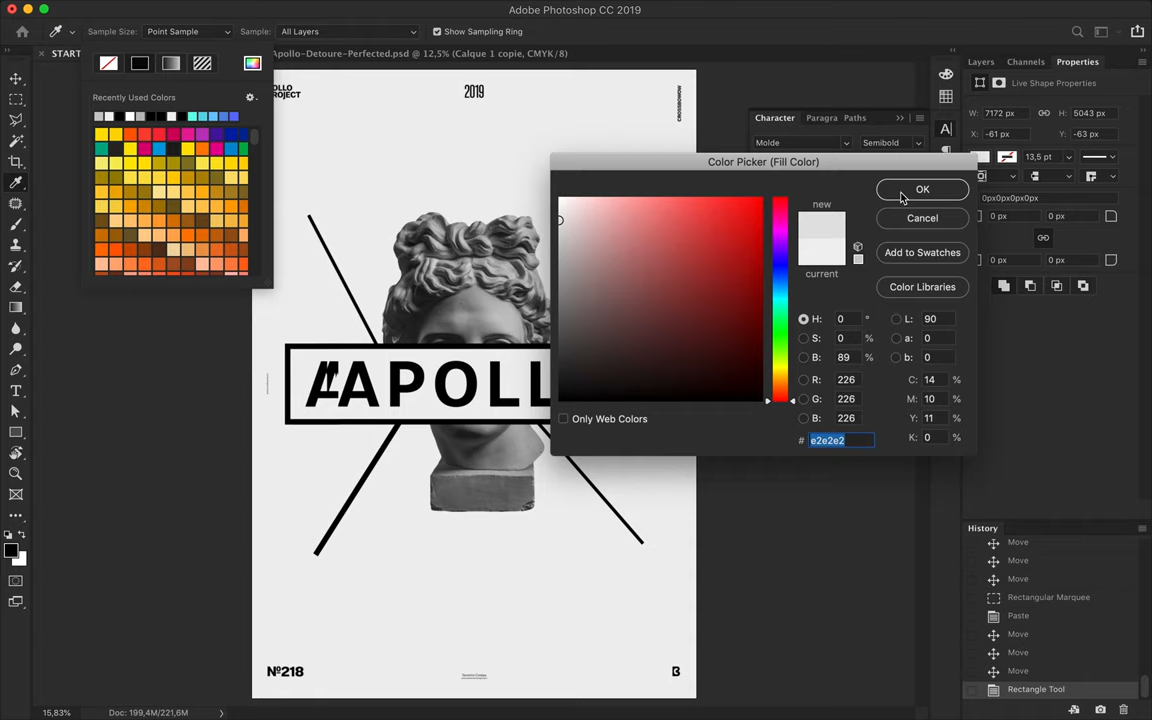 Adobe Photoshop CC 2019
Sample Size:
Point Sample
Sample:
All Layers
Show Sampling Ring
START
Apollo-Detoure-Perfected.psd @ 12,5% (Calque 1 copie, CMYK/8)
Recently Used Colors
OLLO
ROJECT
2019
CROSSBOWOW
APOLL
Nº218
B
Layers
Channels
Properties
Live Shape Properties
W:
7172 px
H:
5043 px
X:
-61 px
Y:
-63 px
13,5 pt
0px0px0px0px
0 px
0 px
0 px
0 px
Character
Paragra
Paths
Molde
Semibold
Color Picker (Fill Color)
new
current
OK
Cancel
Add to Swatches
Color Libraries
H:
0
°
S:
0
%
B:
89
%
R:
226
G:
226
B:
226
#
e2e2e2
L:
90
a:
0
b:
0
C:
14
%
M:
10
%
Y:
11
%
K:
0
%
Only Web Colors
History
Move
Move
Move
Rectangular Marquee
Paste
Move
Move
Move
Rectangle Tool
15,83%
Doc: 199,4M/221,6M